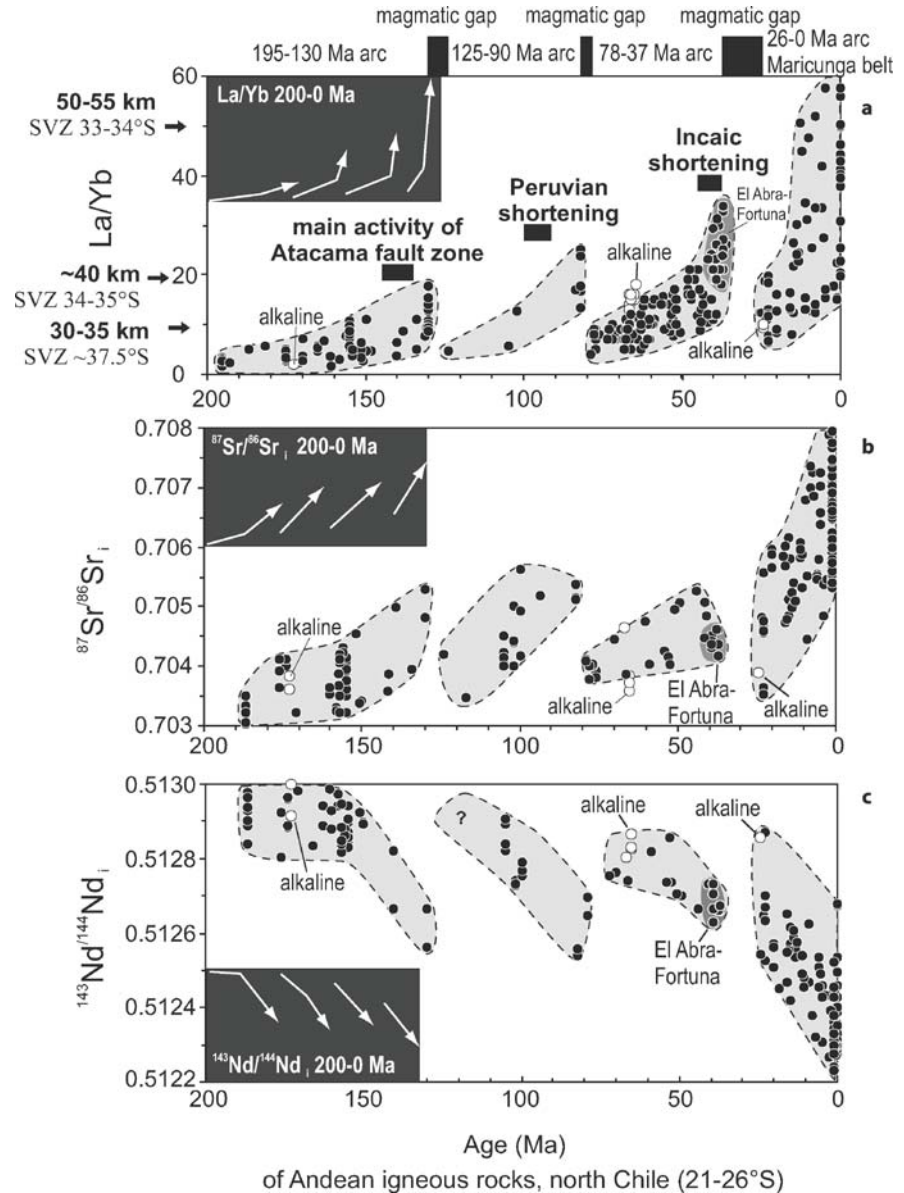 magmatic gap magmatic gap magmatic gap
195-130 Ma arc 125-90 Ma arc 78-37 Ma arc 26-0 Ma arc
Maricunga belt
a
60
50-55 km
SVZ 33-34°S
La/Yb 200-0 Ma
Incaic
shortening
El Abra-
Fortuna
La/Yb
40
Peruvian
shortening
main activity of
Atacama fault zone
alkaline
~40 km
SVZ 34-35°S
20
alkaline
30-35 km
SVZ ~37.5°S
alkaline
0
200 150 100 50 0
b
0.708
87Sr/86Sr i 200-0 Ma
0.707
0.706
87Sr/86Sr i
0.705
alkaline
0.704
alkaline
El Abra-
Fortuna
alkaline
0.703
200 150 100 50 0
c
0.5130
?
alkaline
alkaline
0.5128
alkaline
143Nd/144Nd i
0.5126
El Abra-
Fortuna
0.5124
143Nd/144Nd i 200-0 Ma
0.5122
200 150 100 50 0
Age (Ma)
of Andean igneous rocks, north Chile (21-26°S)